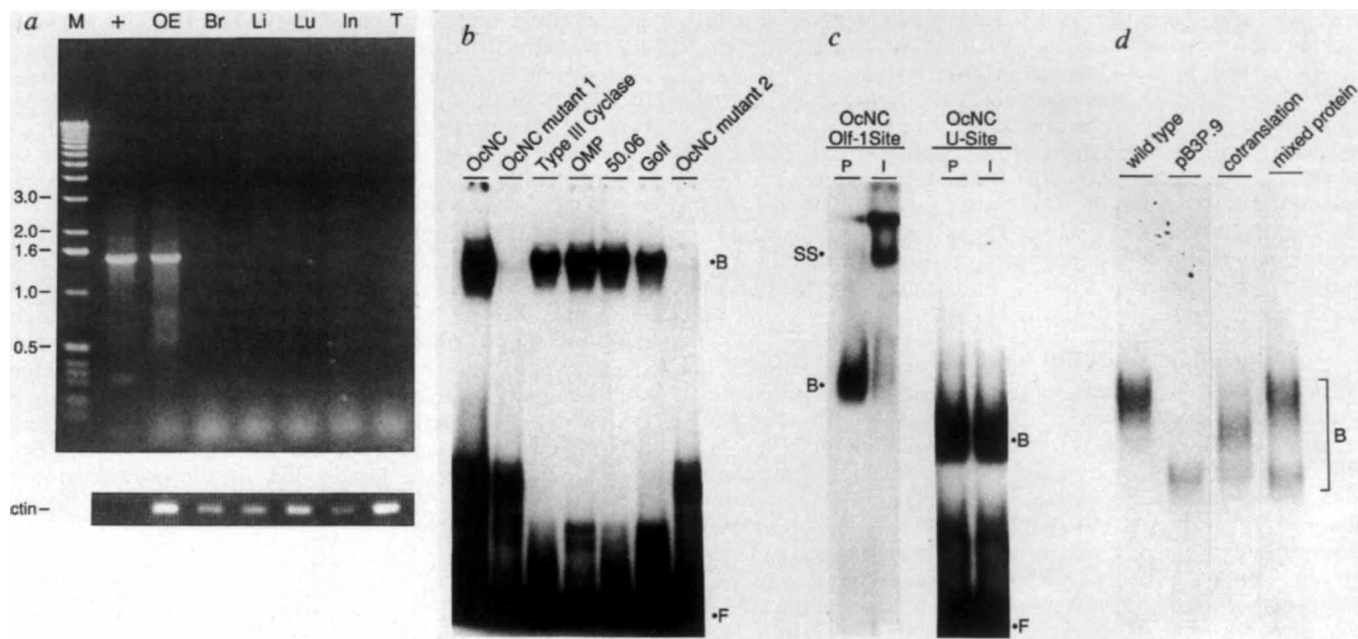 a
M + OE Br Li Lu In T
3.0
2.0
1.6
1.0
0.5
ctin
b
OcNC
OcNC mutant 1
Type III Cyclase
OMP
50.06
Golf
OcNC mutant 2
•B
•F
c
OcNC
Olf-1Site
P I
SS•
B•
OcNC
U-Site
P I
•B
•F
d
wild type
pB3P.9
cotranslation
mixed protein
B